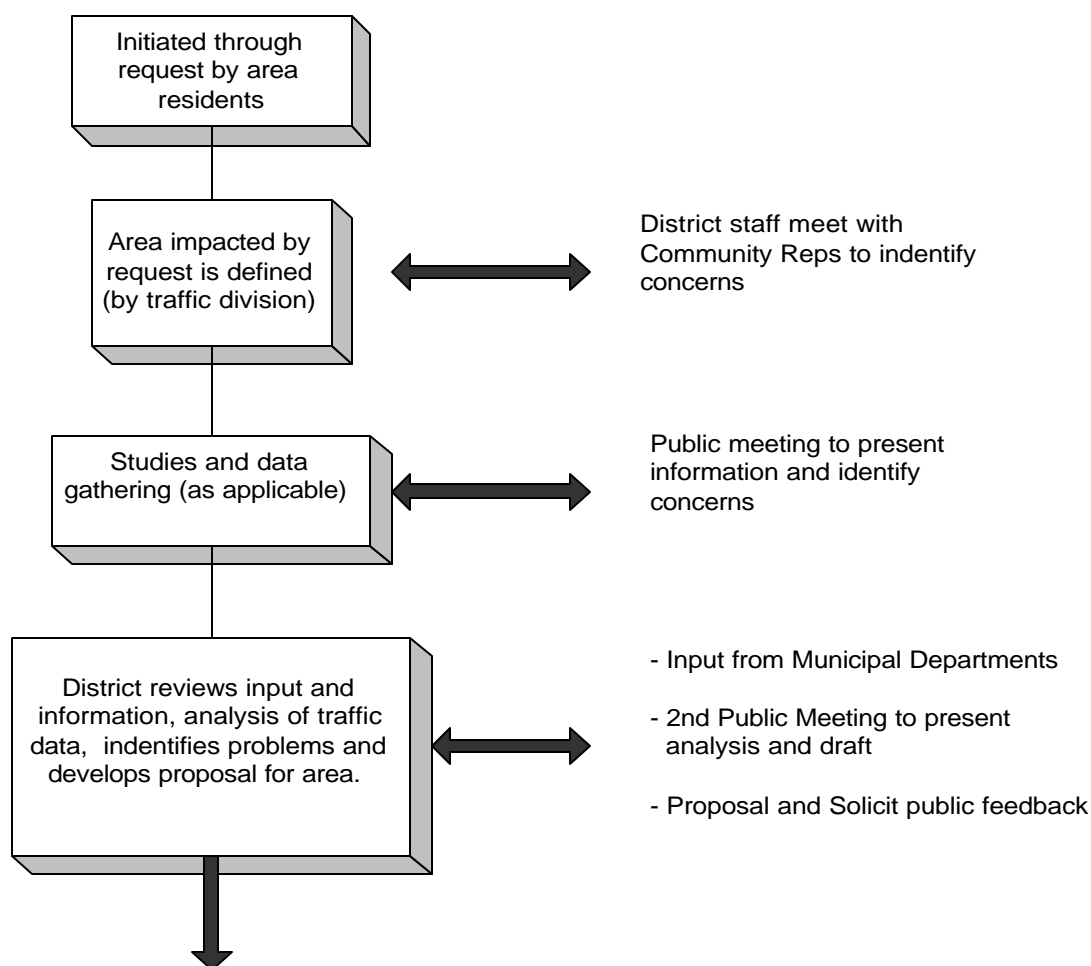 Initiated through
request by area
residents
Area impacted by
request is defined
(by traffic division)
District staff meet with
Community Reps to indentify
concerns
Studies and data
gathering (as applicable)
Public meeting to present
information and identify
concerns
District reviews input and
information, analysis of traffic
data, indentifies problems and
develops proposal for area.
- Input from Municipal Departments
- 2nd Public Meeting to present
analysis and draft
- Proposal and Solicit public feedback